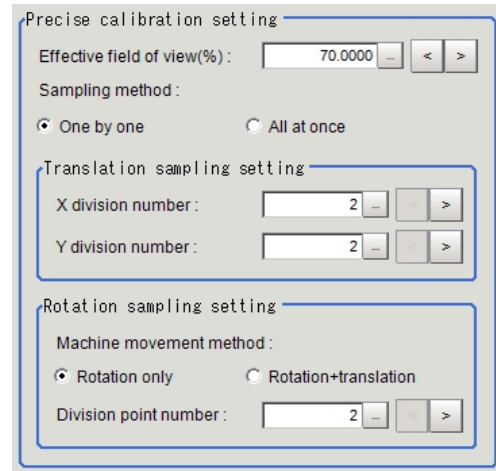 Precise calibration setting
Effective field of view(%) : 70.0000 ... < >
Sampling method :
One by one All at once
Translation sampling setting
X division number : 2 ... < >
Y division number : 2 ... < >
Rotation sampling setting
Machine movement method :
Rotation only Rotation+translation
Division point number : 2 ... < >